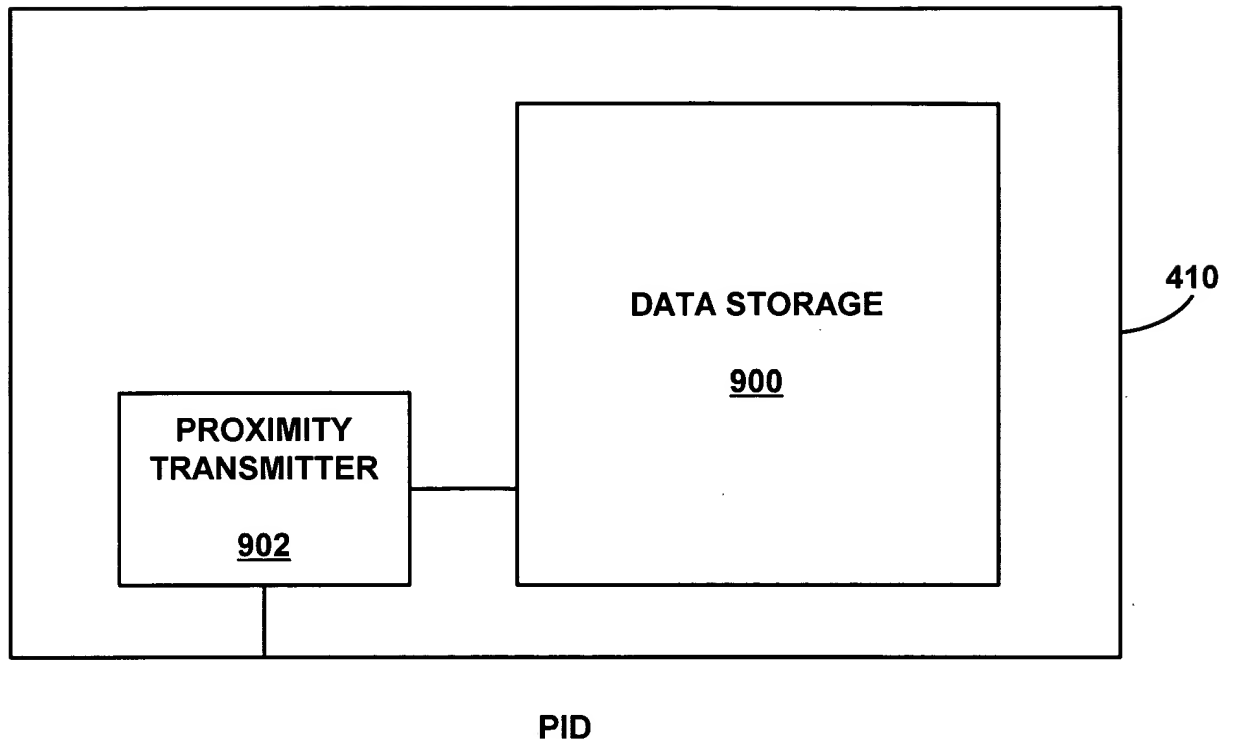 DATA STORAGE
900
410
PROXIMITY
TRANSMITTER
902
PID